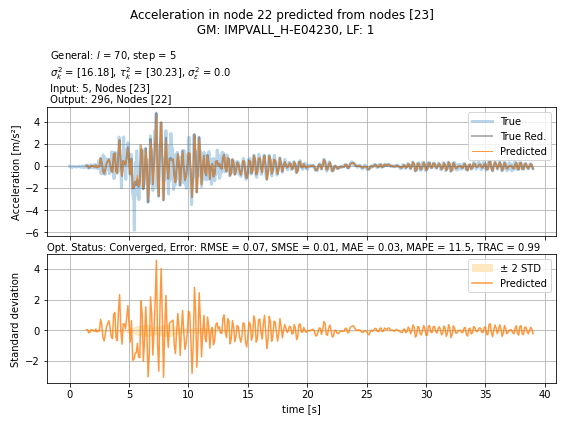 Acceleration in node 22 predicted from nodes [23]
GM: IMPVALL_H-E04230, LF: 1
General: l = 70, step = 5
σ²ₖ = [16.18], τ²ₖ = [30.23], σ²ε = 0.0
Input: 5, Nodes [23]
Output: 296, Nodes [22]
Acceleration [m/s²]
4
2
0
−2
−4
−6
True
True Red.
Predicted
Opt. Status: Converged, Error: RMSE = 0.07, SMSE = 0.01, MAE = 0.03, MAPE = 11.5, TRAC = 0.99
Standard deviation
4
2
0
−2
± 2 STD
Predicted
0 5 10 15 20 25 30 35 40
time [s]